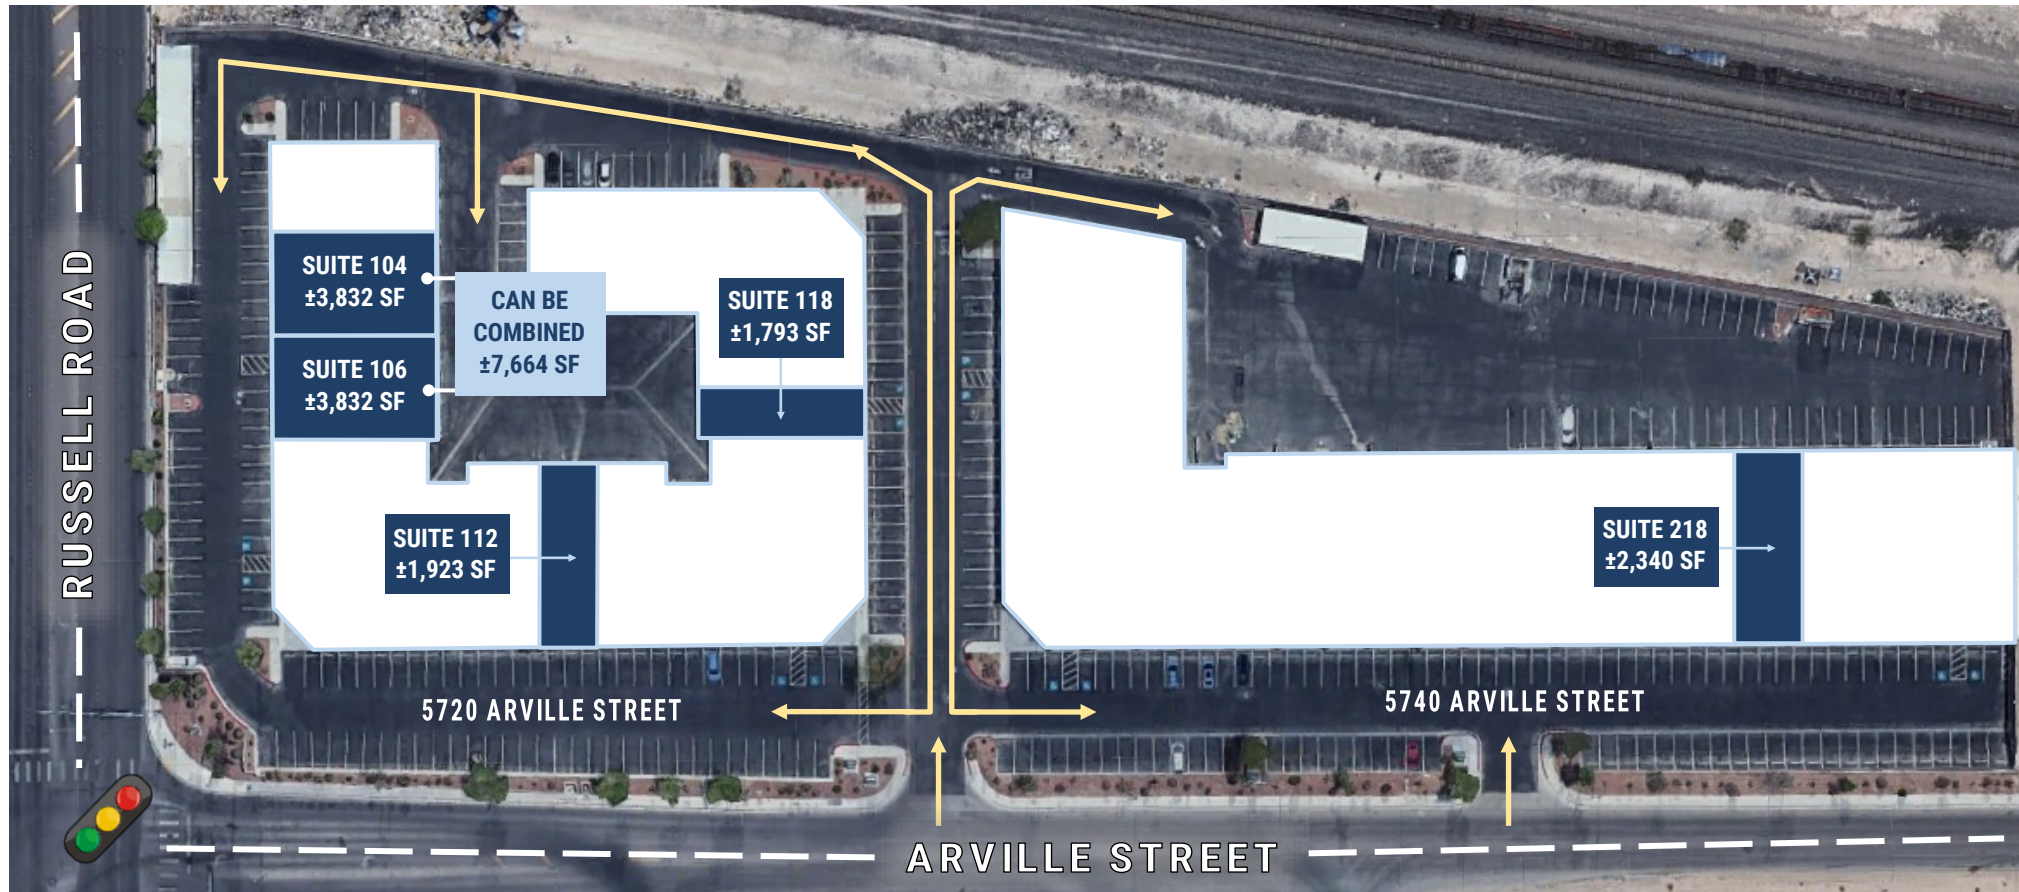 SUITE 104
±3,832 SF
CAN BE
COMBINED
±7,664 SF
SUITE 106
±3,832 SF
SUITE 118
±1,793 SF
SUITE 112
±1,923 SF
SUITE 218
±2,340 SF
RUSSELL ROAD
5720 ARVILLE STREET
5740 ARVILLE STREET
ARVILLE STREET